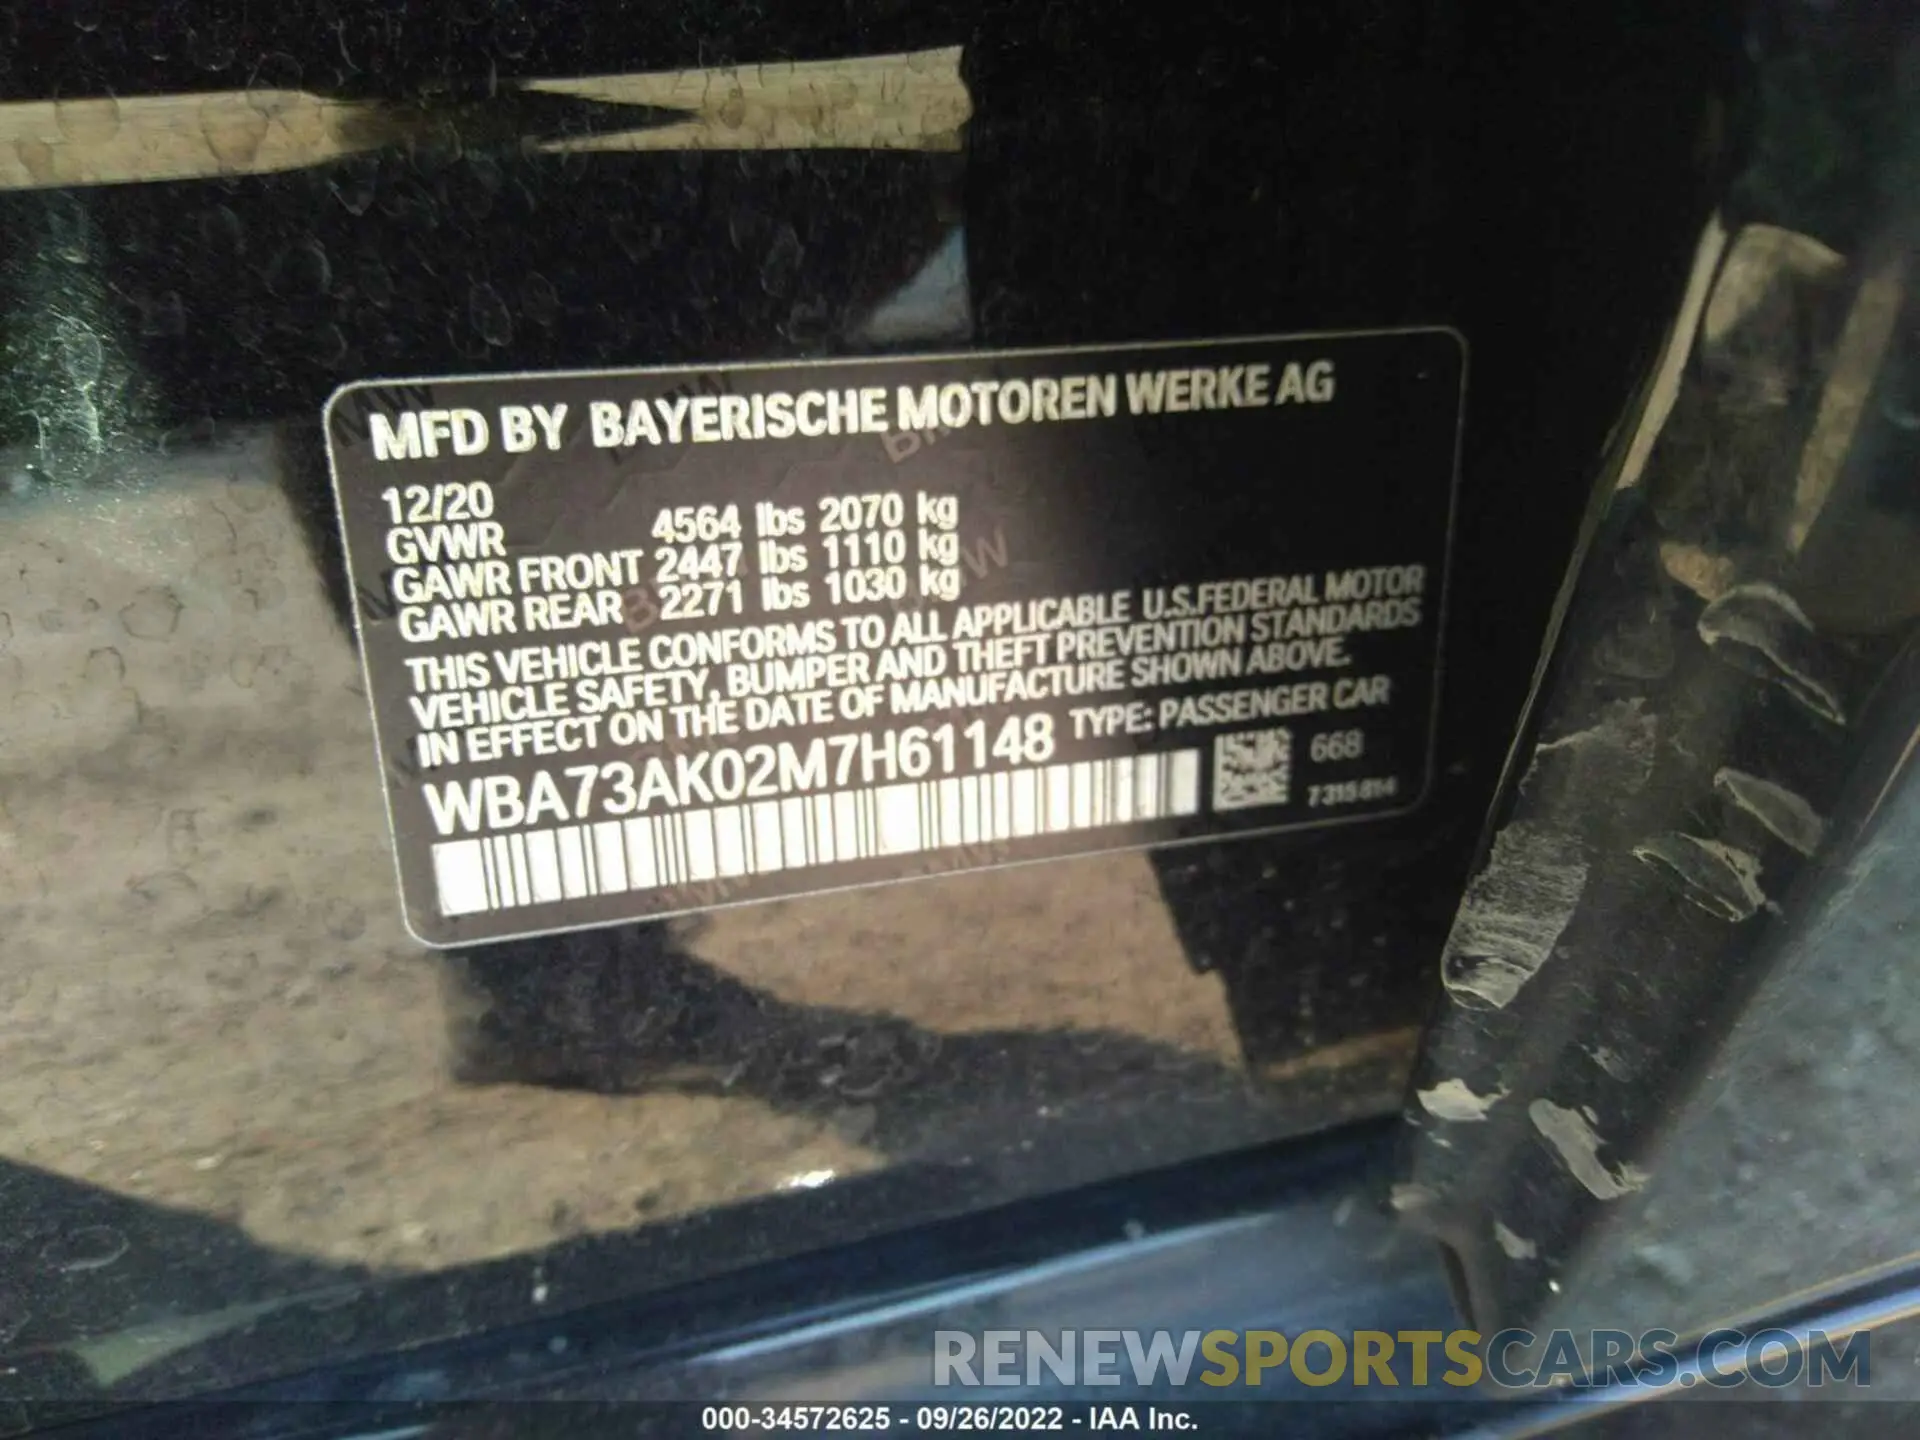 MFD BY BAYERISCHE MOTOREN WERKE AG
12/20
GVWR 4564 lbs 2070 kg
GAWR FRONT 2447 lbs 1110 kg
GAWR REAR 2271 lbs 1030 kg
THIS VEHICLE CONFORMS TO ALL APPLICABLE U.S.FEDERAL MOTOR
VEHICLE SAFETY, BUMPER AND THEFT PREVENTION STANDARDS
IN EFFECT ON THE DATE OF MANUFACTURE SHOWN ABOVE.
WBA73AK02M7H61148 TYPE: PASSENGER CAR
668
7315814
RENEWSPORTSCARS.COM
000-34572625 - 09/26/2022 - IAA Inc.